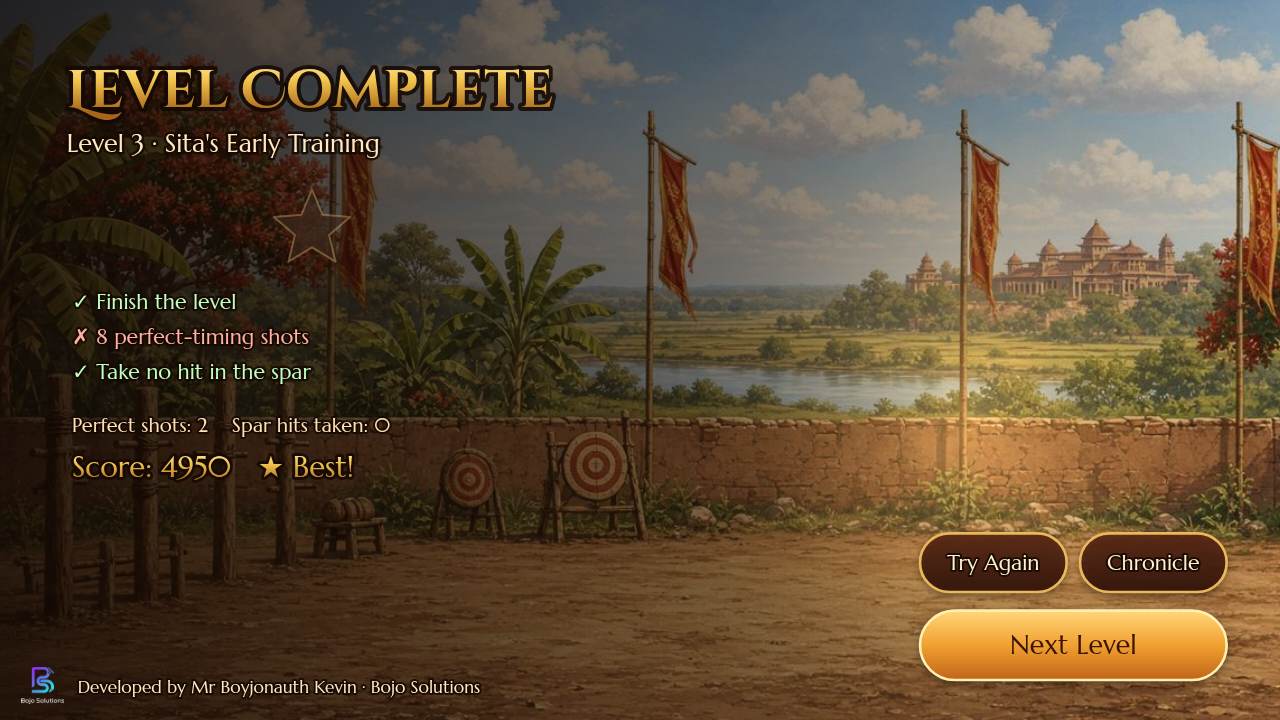 Level Complete
Level 3 · Sita's Early Training
✓ Finish the level
✗ 8 perfect-timing shots
✓ Take no hit in the spar
Perfect shots: 2 Spar hits taken: 0
Score: 4950 ★ Best!
Try Again
Chronicle
Next Level
Bojo Solutions
Developed by Mr Boyjonauth Kevin · Bojo Solutions